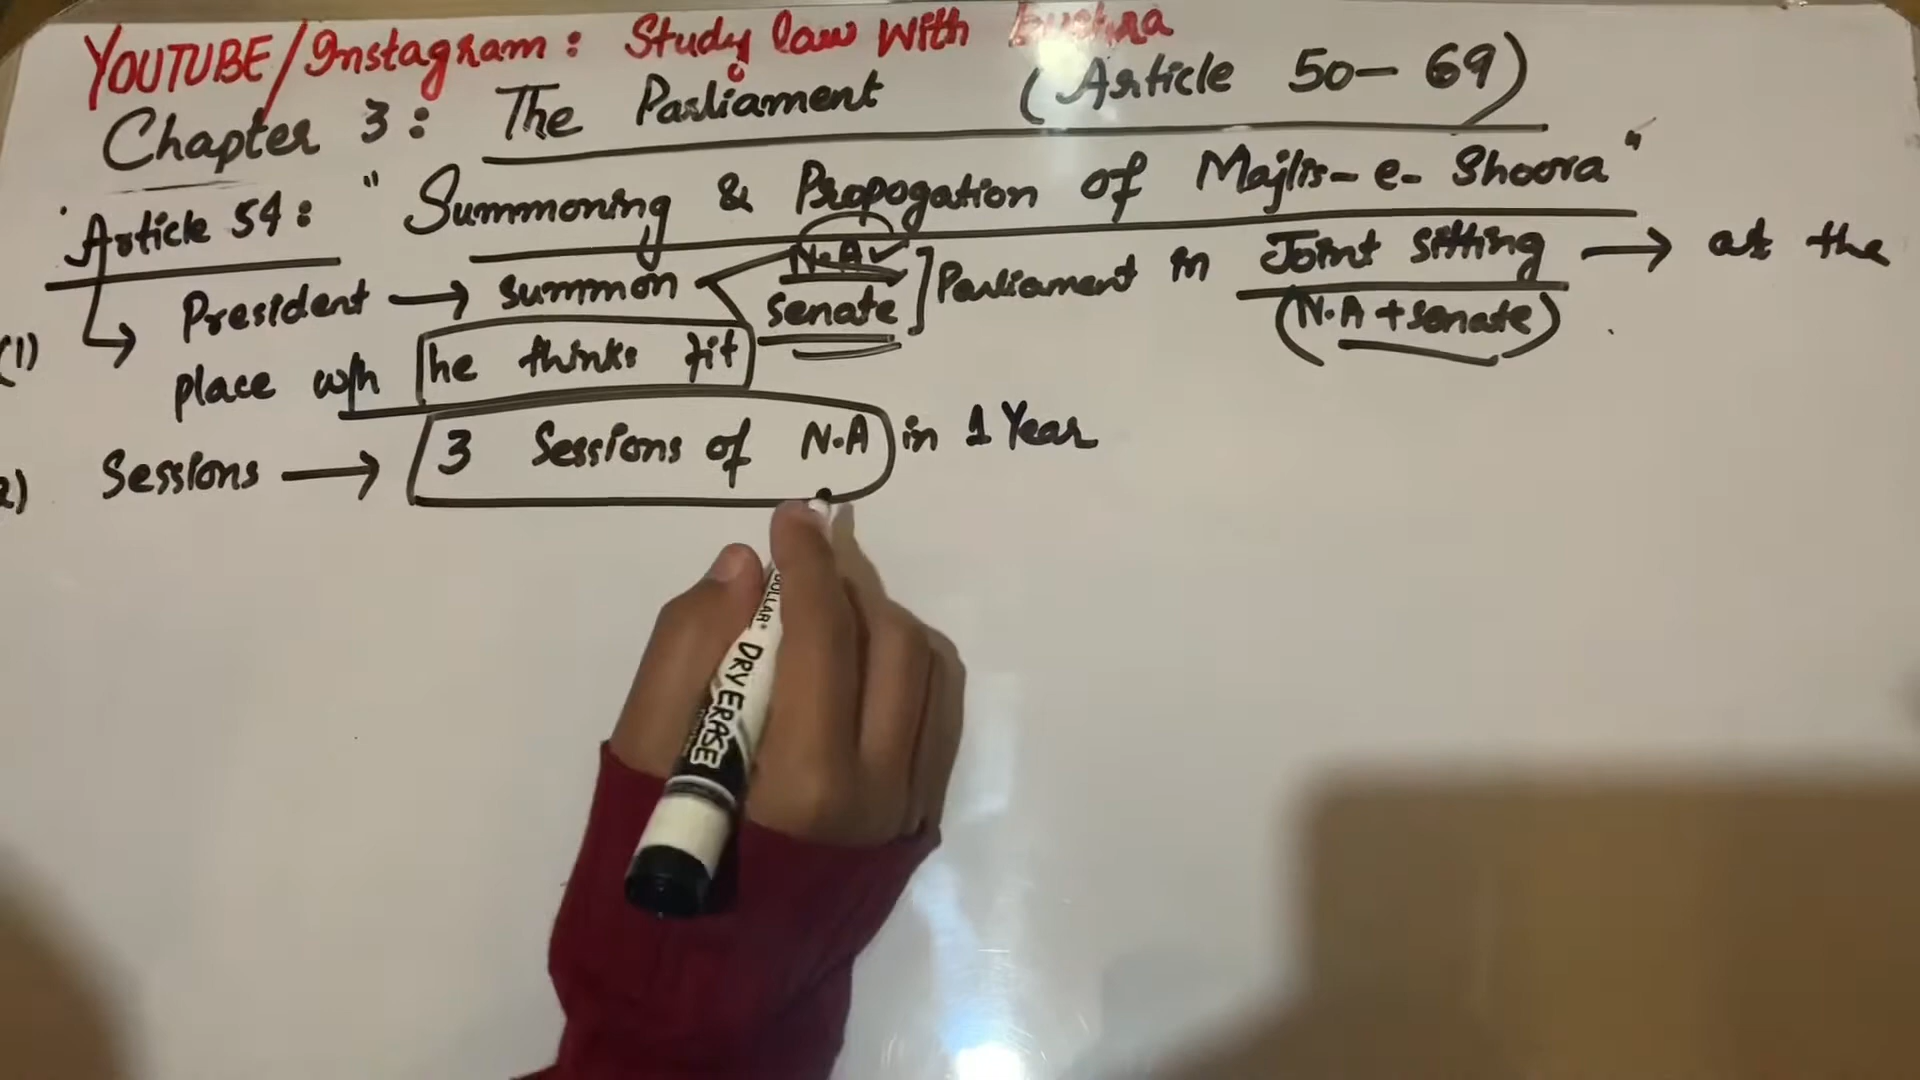 YOUTUBE/Instagram: Study law with Bushra
Chapter 3: The Parliament (Article 50-69)
Article 54: "Summoning & Propogation of Majlis-e-Shoora"
(1) President → summon N.A ✓ Senate ] Parliament in Joint sitting (N.A + senate) → at the
place w/h he thinks fit
2) Sessions → 3 Sessions of N.A in 1 Year
DOLLAR® DRY ERASE